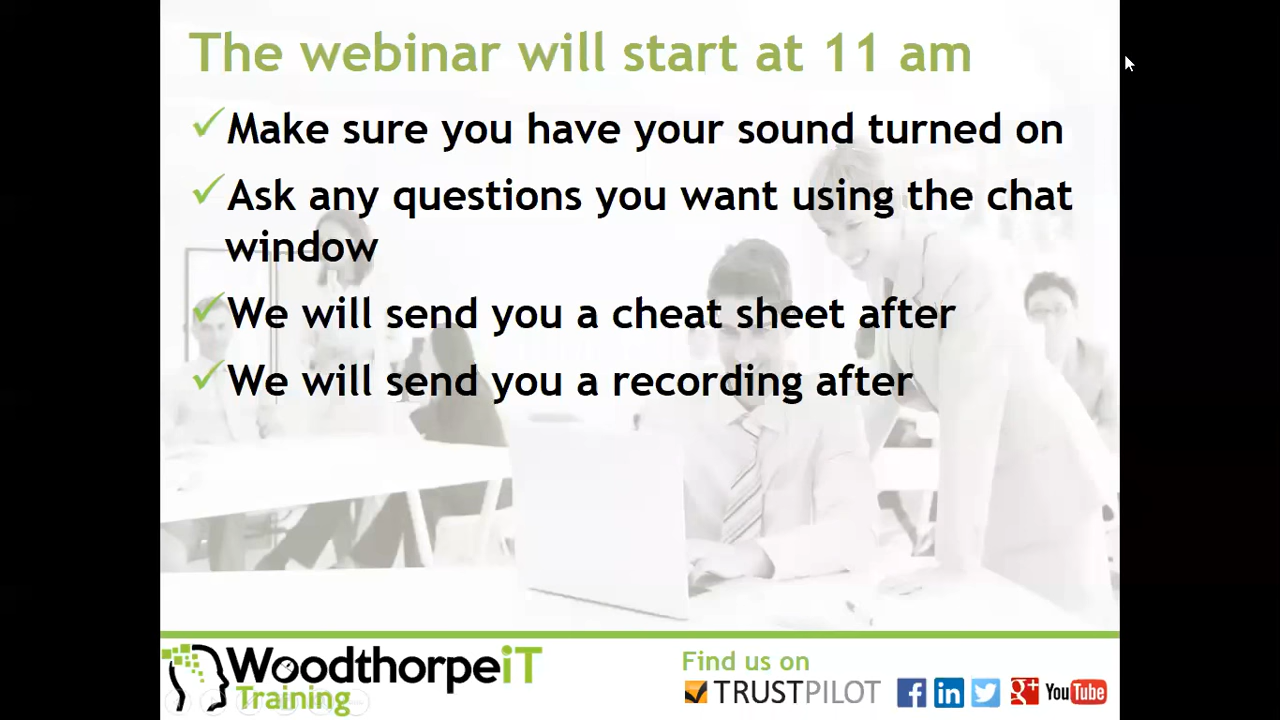 The webinar will start at 11 am
Make sure you have your sound turned on
Ask any questions you want using the chat
window
We will send you a cheat sheet after
We will send you a recording after
WoodthorpeiT
Training
Find us on
TRUSTPILOT f in g+ YouTube